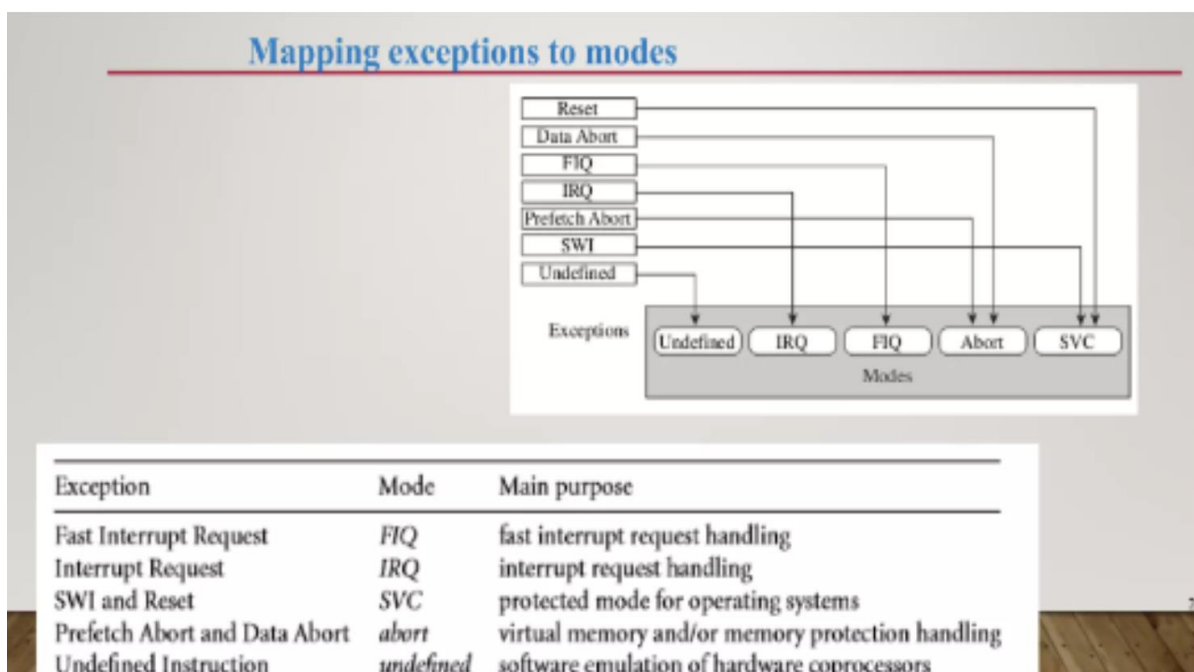 Mapping exceptions to modes
Reset
Data Abort
FIQ
IRQ
Prefetch Abort
SWI
Undefined
Exceptions
Undefined IRQ FIQ Abort SVC
Modes
Exception Mode Main purpose
Fast Interrupt Request FIQ fast interrupt request handling
Interrupt Request IRQ interrupt request handling
SWI and Reset SVC protected mode for operating systems
Prefetch Abort and Data Abort abort virtual memory and/or memory protection handling
Undefined Instruction undefined software emulation of hardware coprocessors